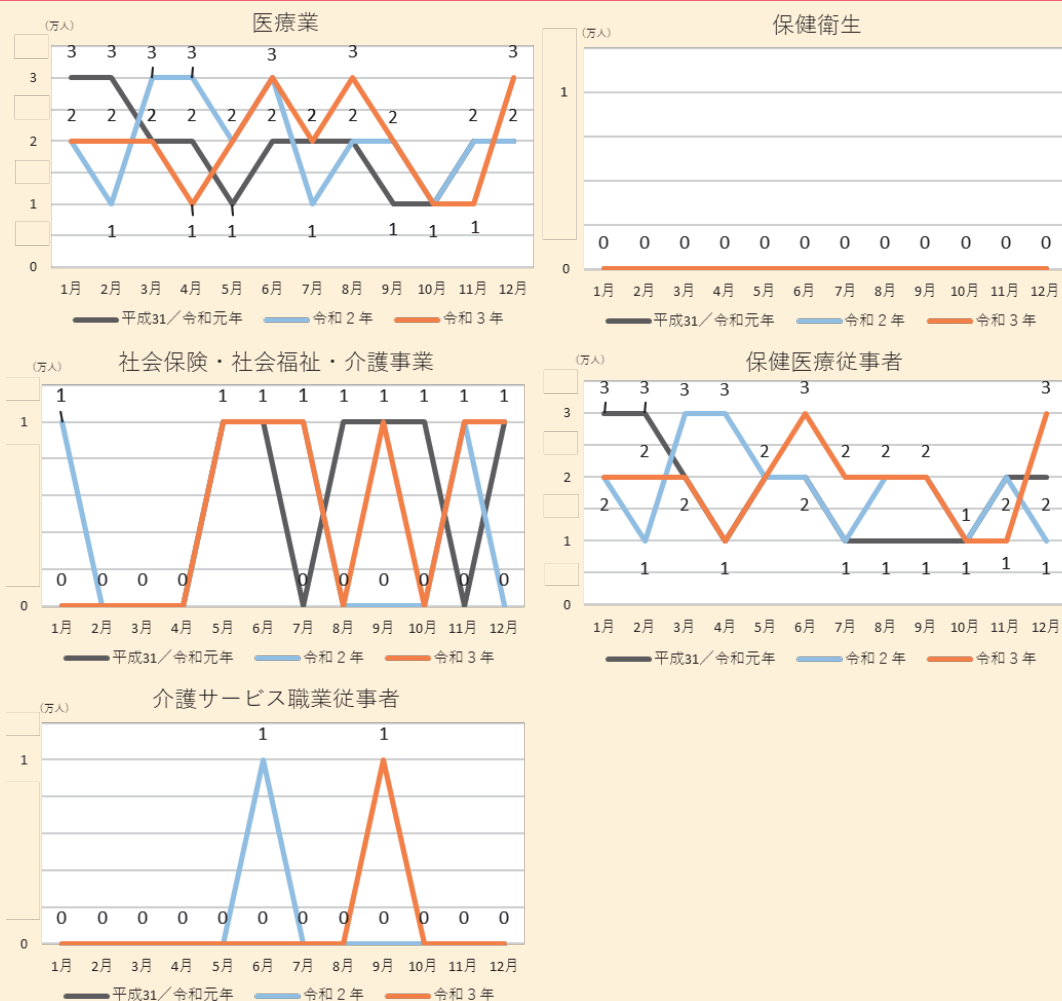 医療業
(万人)
3 3 3 3 3 3 3
3
2 2 2 2 2 2 2 2 2 2 2
2
1
1 1 1 1 1 1 1
0
1月 2月 3月 4月 5月 6月 7月 8月 9月 10月 11月 12月
平成31／令和元年 令和２年 令和３年
保健衛生
(万人)
1
0 0 0 0 0 0 0 0 0 0 0 0
0
1月 2月 3月 4月 5月 6月 7月 8月 9月 10月 11月 12月
平成31／令和元年 令和２年 令和３年
社会保険・社会福祉・介護事業
(万人)
1 1 1 1 1 1 1 1 1
1
0 0 0 0 0 0 0 0 0 0
0
1月 2月 3月 4月 5月 6月 7月 8月 9月 10月 11月 12月
平成31／令和元年 令和２年 令和３年
保健医療従事者
(万人)
3 3 3 3 3 3
3
2 2 2 2 2
2
2 2 2 2 2
1
1
1 1 1 1 1 1 1 1
0
1月 2月 3月 4月 5月 6月 7月 8月 9月 10月 11月 12月
平成31／令和元年 令和２年 令和３年
介護サービス職業従事者
(万人)
1 1
1
0 0 0 0 0 0 0 0 0 0 0 0
0
1月 2月 3月 4月 5月 6月 7月 8月 9月 10月 11月 12月
平成31／令和元年 令和２年 令和３年